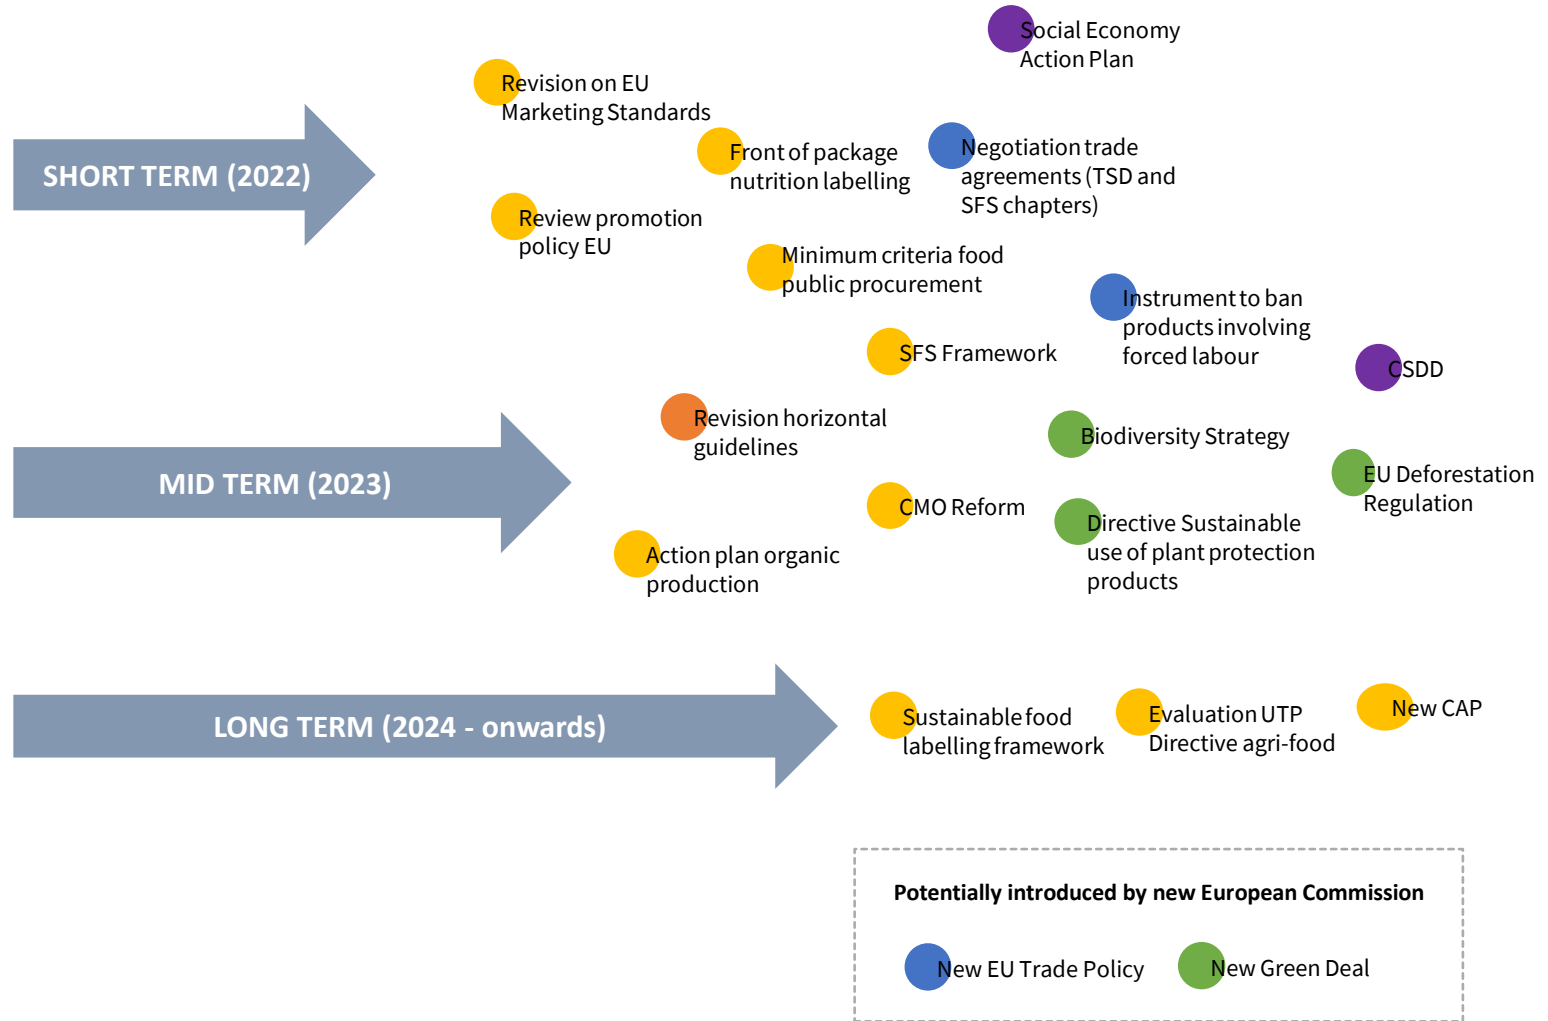 Social Economy
Action Plan
Revision on EU
Marketing Standards
SHORT TERM (2022)
Front of package
nutrition labelling
Negotiation trade
agreements (TSD and
SFS chapters)
Review promotion
policy EU
Minimum criteria food
public procurement
Instrument to ban
products involving
forced labour
SFS Framework
CSDD
MID TERM (2023)
Revision horizontal
guidelines
Biodiversity Strategy
EU Deforestation
Regulation
CMO Reform
Directive Sustainable
use of plant protection
products
Action plan organic
production
LONG TERM (2024 - onwards)
Sustainable food
labelling framework
Evaluation UTP
Directive agri-food
New CAP
Potentially introduced by new European Commission
New EU Trade Policy
New Green Deal